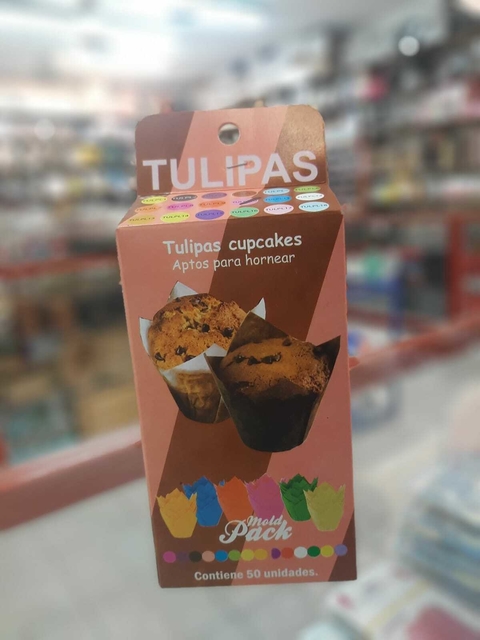 TULIPAS
Tulipas cupcakes
Aptos para hornear
Mold
Pack
Contiene 50 unidades.